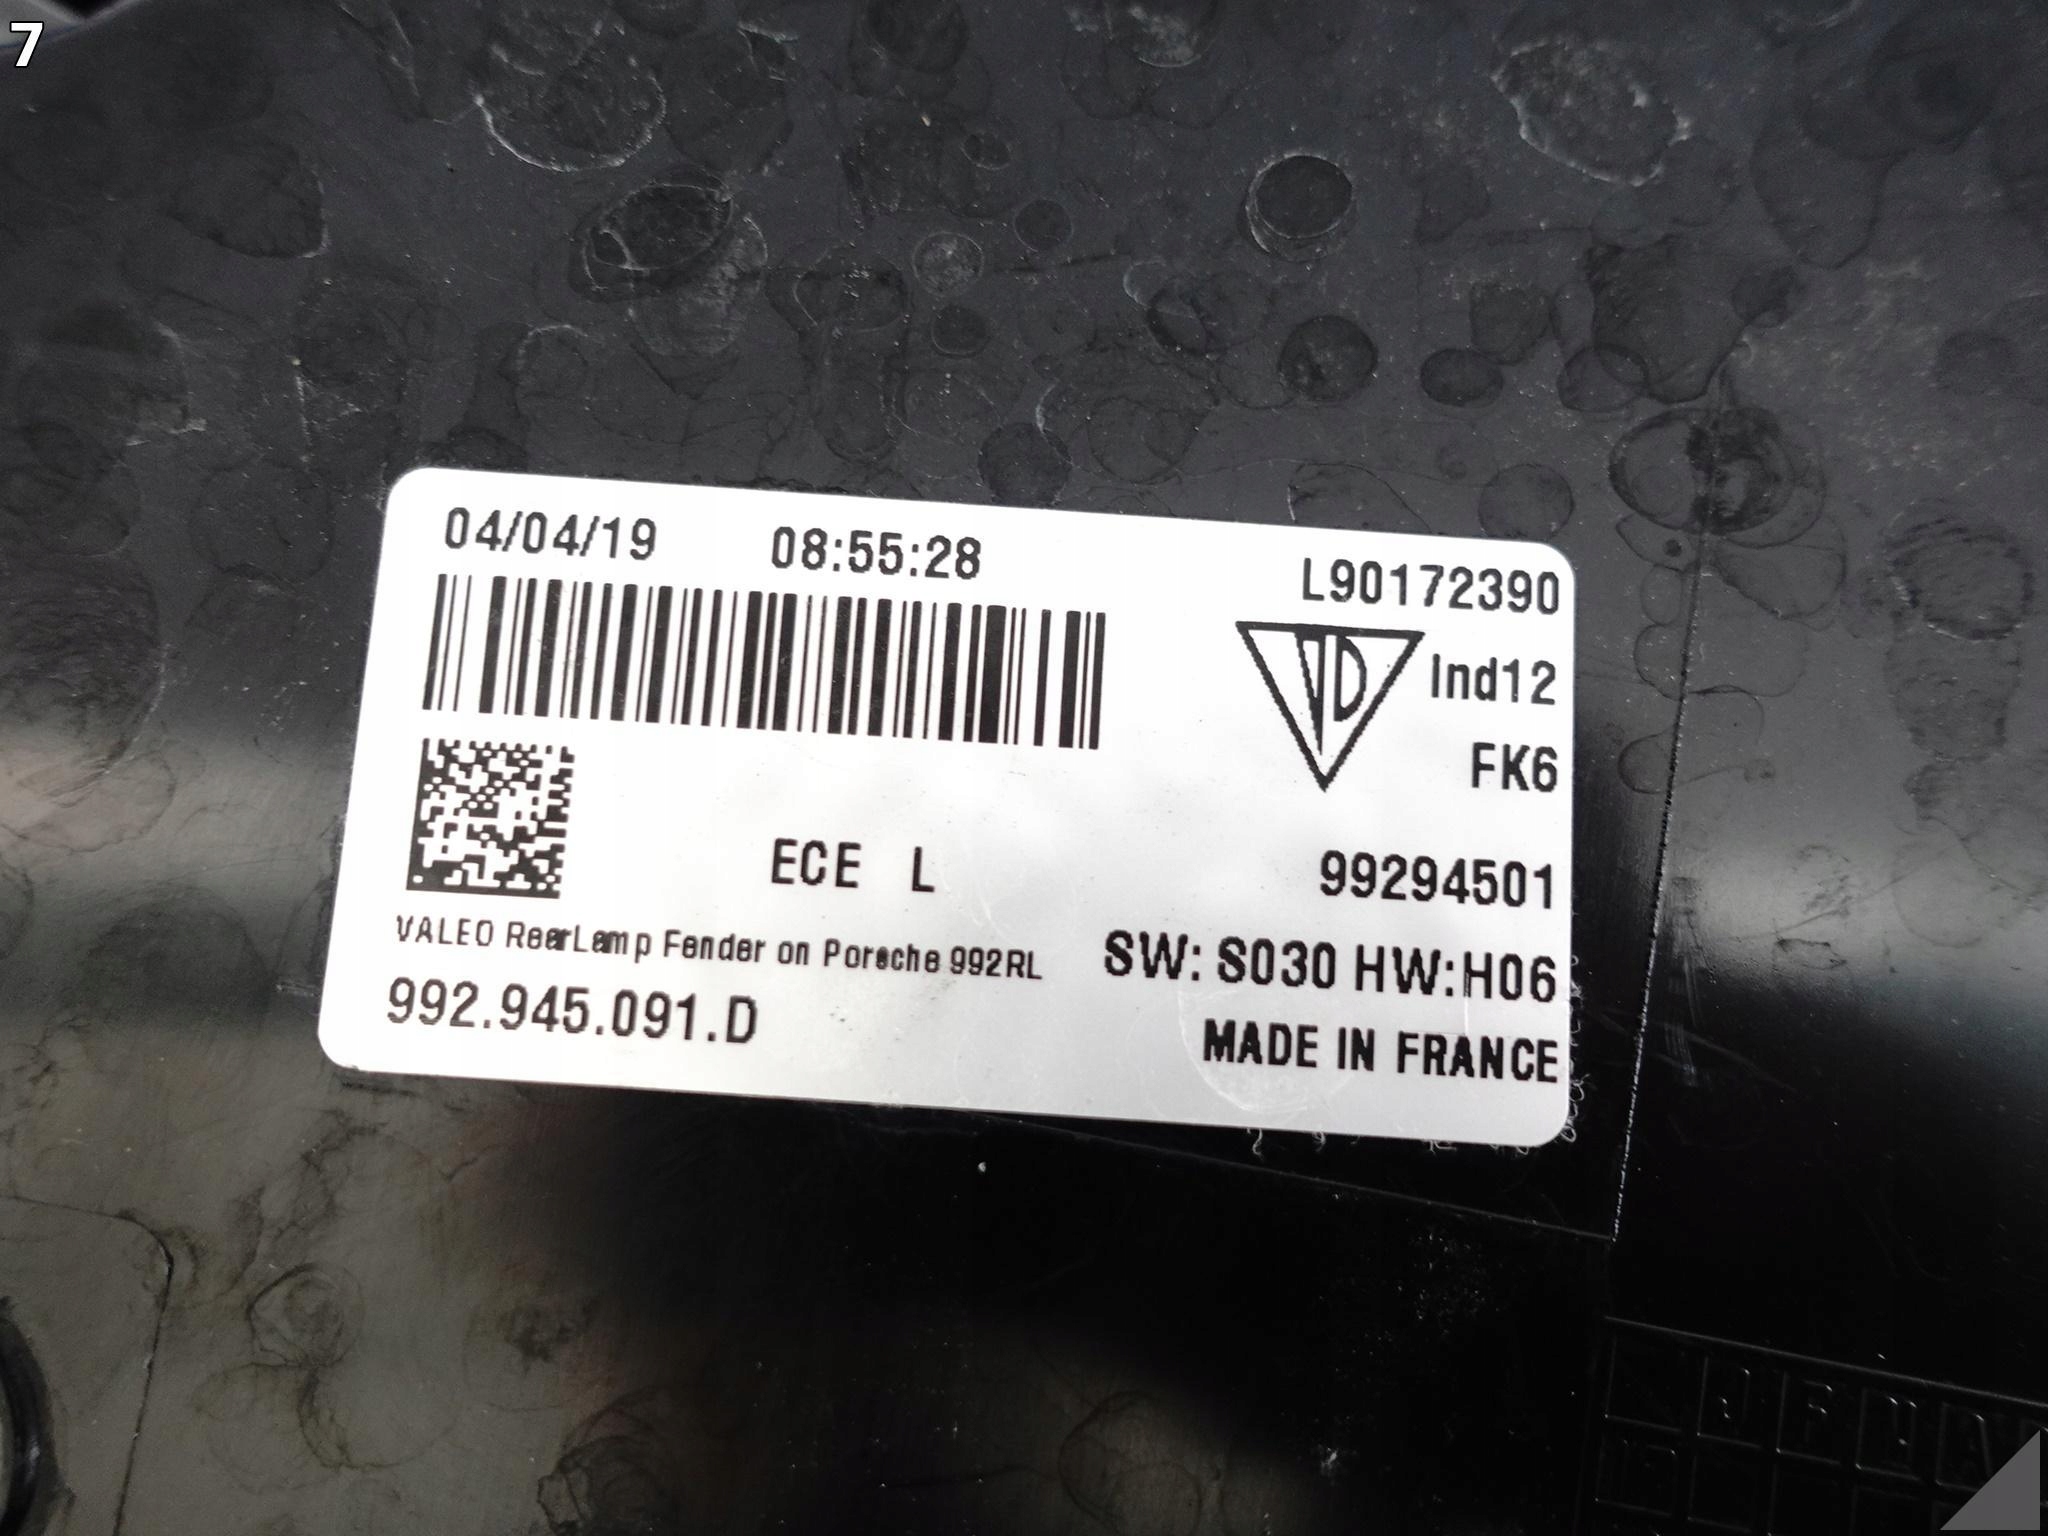 7
04/04/19 08:55:28
L90172390
VD
Ind12
FK6
ECE L
99294501
VALEO RearLamp Fender on Porsche 992RL
SW: S030 HW:H06
992.945.091.D
MADE IN FRANCE
J F M A